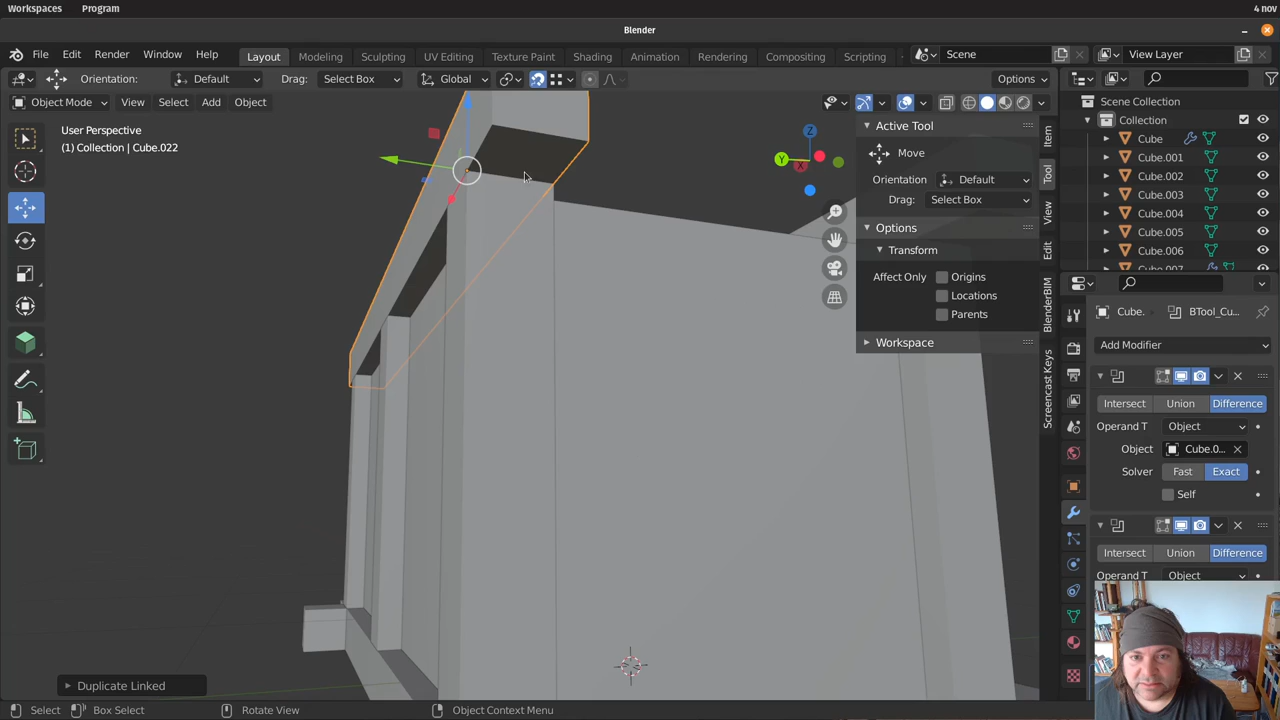 Workspaces Program 4 nov
Blender
File Edit Render Window Help Layout Modeling Sculpting UV Editing Texture Paint Shading Animation Rendering Compositing Scripting Scene View Layer
Orientation: Default Drag: Select Box Global Options
Object Mode View Select Add Object
User Perspective
(1) Collection | Cube.022
Z
Y
X
Active Tool
Move
Orientation Default
Drag: Select Box
Options
Transform
Affect Only Origins
Locations
Parents
Workspace
Item
Tool
View
Edit
BlenderBIM
Screencast Keys
Scene Collection
Collection
Cube
Cube.001
Cube.002
Cube.003
Cube.004
Cube.005
Cube.006
Cube.007
Cube. BTool_Cu...
Add Modifier
Intersect Union Difference
Operand T Object
Object Cube.0...
Solver Fast Exact
Self
Intersect Union Difference
Operand T Object
Duplicate Linked
Select Box Select Rotate View Object Context Menu